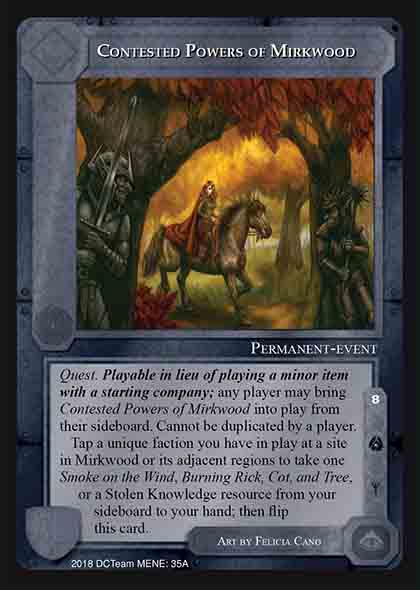 Contested Powers of Mirkwood
Permanent-event
Quest. Playable in lieu of playing a minor item
with a starting company; any player may bring
Contested Powers of Mirkwood into play from
their sideboard. Cannot be duplicated by a player.
Tap a unique faction you have in play at a site
in Mirkwood or its adjacent regions to take one
Smoke on the Wind, Burning Rick, Cot, and Tree,
or a Stolen Knowledge resource from your
sideboard to your hand; then flip
this card.
8
Art by Felicia Cano
2018 DCTeam MENE: 35A